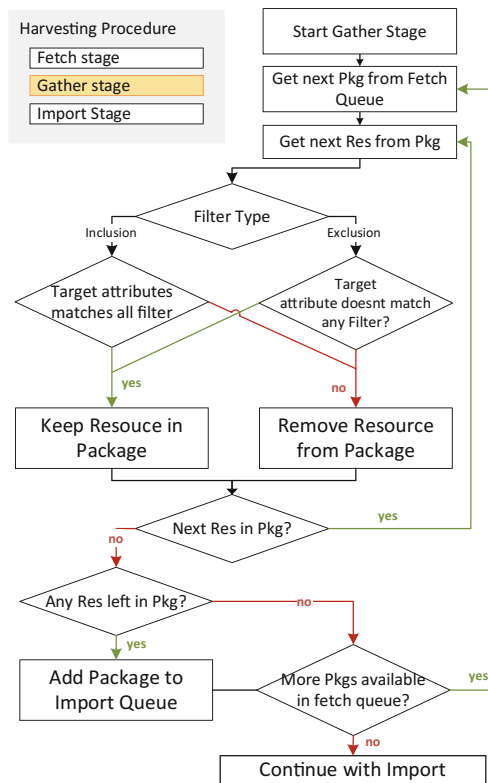 Harvesting Procedure
Fetch stage
Gather stage
Import Stage
Start Gather Stage
Get next Pkg from Fetch
Queue
Get next Res from Pkg
Filter Type
Inclusion
Exclusion
Target attributes
matches all filter
Target
attribute doesnt match
any Filter?
yes
no
Keep Resouce in
Package
Remove Resource
from Package
Next Res in Pkg?
yes
no
Any Res left in Pkg?
no
yes
Add Package to
Import Queue
More Pkgs available
in fetch queue?
yes
no
Continue with Import